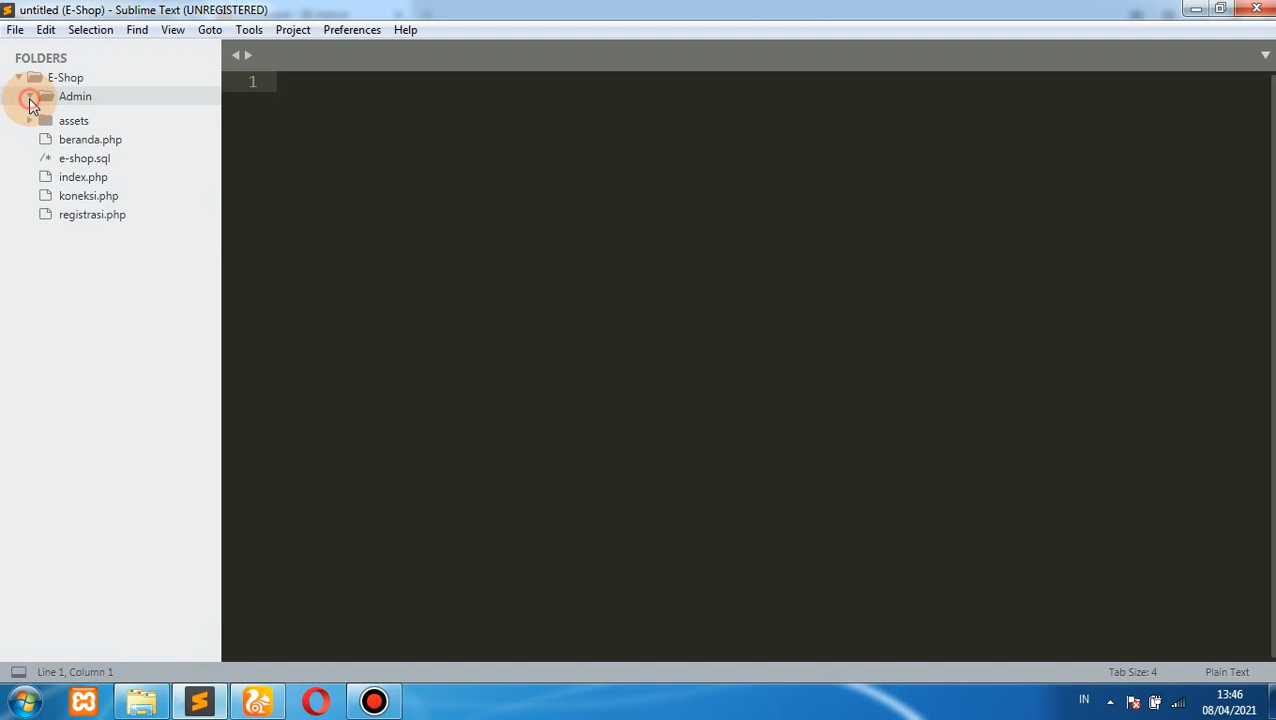 untitled (E-Shop) - Sublime Text (UNREGISTERED)
File Edit Selection Find View Goto Tools Project Preferences Help
FOLDERS
E-Shop
Admin
assets
beranda.php
/* e-shop.sql
index.php
koneksi.php
registrasi.php
1
Line 1, Column 1
Tab Size: 4
Plain Text
IN
13:46
08/04/2021